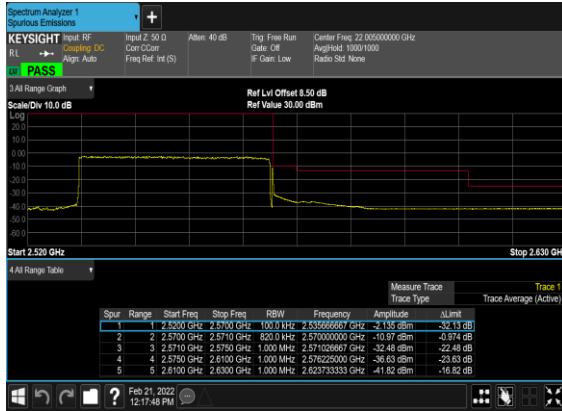 Spectrum Analyzer 1
Spurious Emissions
KEYSIGHT
RL
Input: RF
Coupling: DC
Align: Auto
Input Z: 50 Ω
Corr CCorr
Freq Ref: Int (S)
Atten: 40 dB
Trig: Free Run
Gate: Off
IF Gain: Low
Center Freq: 22.005000000 GHz
Avg|Hold: 1000/1000
Radio Std: None
PASS
3 All Range Graph
Scale/Div 10.0 dB
Ref Lvl Offset 8.50 dB
Ref Value 30.00 dBm
Log
20.0
10.0
0.00
-10.0
-20.0
-30.0
-40.0
-50.0
-60.0
Start 2.520 GHz
Stop 2.630 GH
4 All Range Table
Measure Trace Trace 1
Trace Type Trace Average (Active)
Spur Range Start Freq Stop Freq RBW Frequency Amplitude ΔLimit
1 1 2.5200 GHz 2.5700 GHz 100.0 kHz 2.535666667 GHz -2.135 dBm -32.13 dB
2 2 2.5700 GHz 2.5710 GHz 820.0 kHz 2.570000000 GHz -10.97 dBm -0.974 dB
3 3 2.5710 GHz 2.5750 GHz 1.000 MHz 2.571026667 GHz -32.48 dBm -22.48 dB
4 4 2.5750 GHz 2.6100 GHz 1.000 MHz 2.576225000 GHz -36.63 dBm -23.63 dB
5 5 2.6100 GHz 2.6300 GHz 1.000 MHz 2.623733333 GHz -41.82 dBm -16.82 dB
Feb 21, 2022
12:17:48 PM